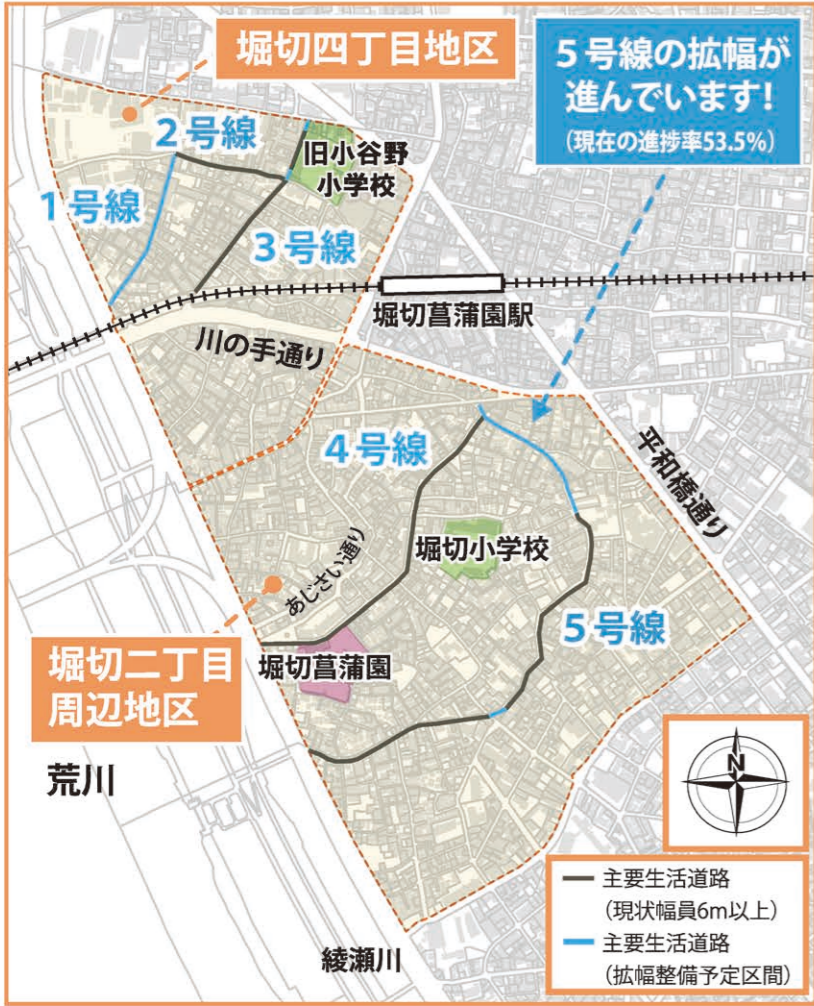 堀切四丁目地区
5号線の拡幅が
進んでいます!
(現在の進捗率53.5%)
2号線
旧小谷野
小学校
1号線
3号線
堀切菖蒲園駅
川の手通り
4号線
平和橋通り
堀切小学校
あじさい通り
5号線
堀切菖蒲園
堀切二丁目
周辺地区
荒川
N
主要生活道路
(現状幅員6m以上)
主要生活道路
(拡幅整備予定区間)
綾瀬川